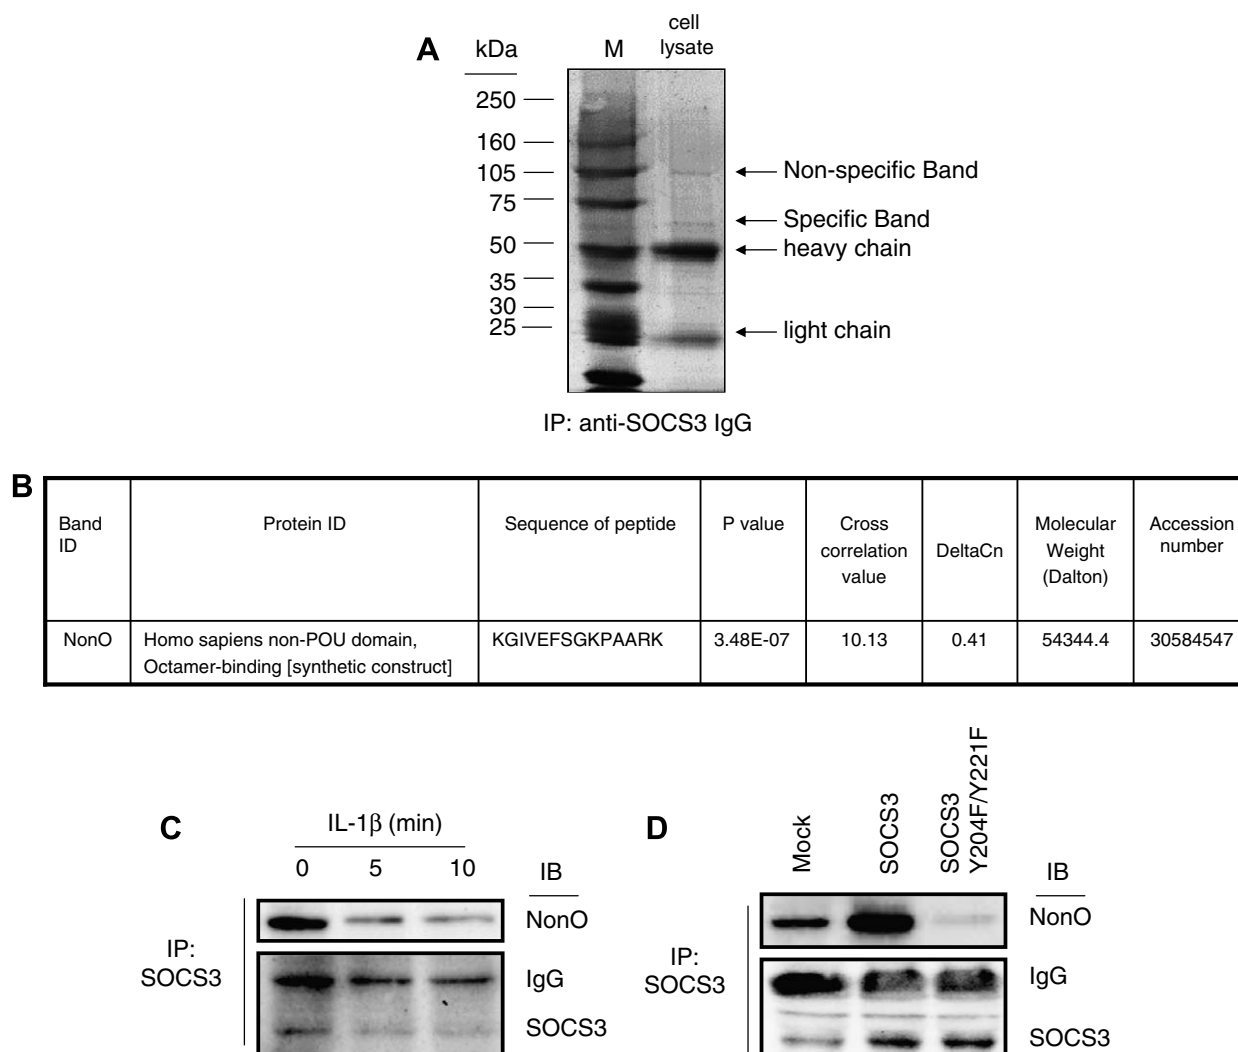 A
kDa
M
cell
lysate
250
160
105
75
50
35
30
25
Non-specific Band
Specific Band
heavy chain
light chain
IP: anti-SOCS3 IgG
B
Band ID
Protein ID
Sequence of peptide
P value
Cross correlation value
DeltaCn
Molecular Weight (Dalton)
Accession number
NonO
Homo sapiens non-POU domain,
Octamer-binding [synthetic construct]
KGIVEFSGKPAARK
3.48E-07
10.13
0.41
54344.4
30584547
C
IL-1β (min)
0 5 10
IB
IP:
SOCS3
NonO
IgG
SOCS3
D
Mock
SOCS3
SOCS3
Y204F/Y221F
IB
IP:
SOCS3
NonO
IgG
SOCS3